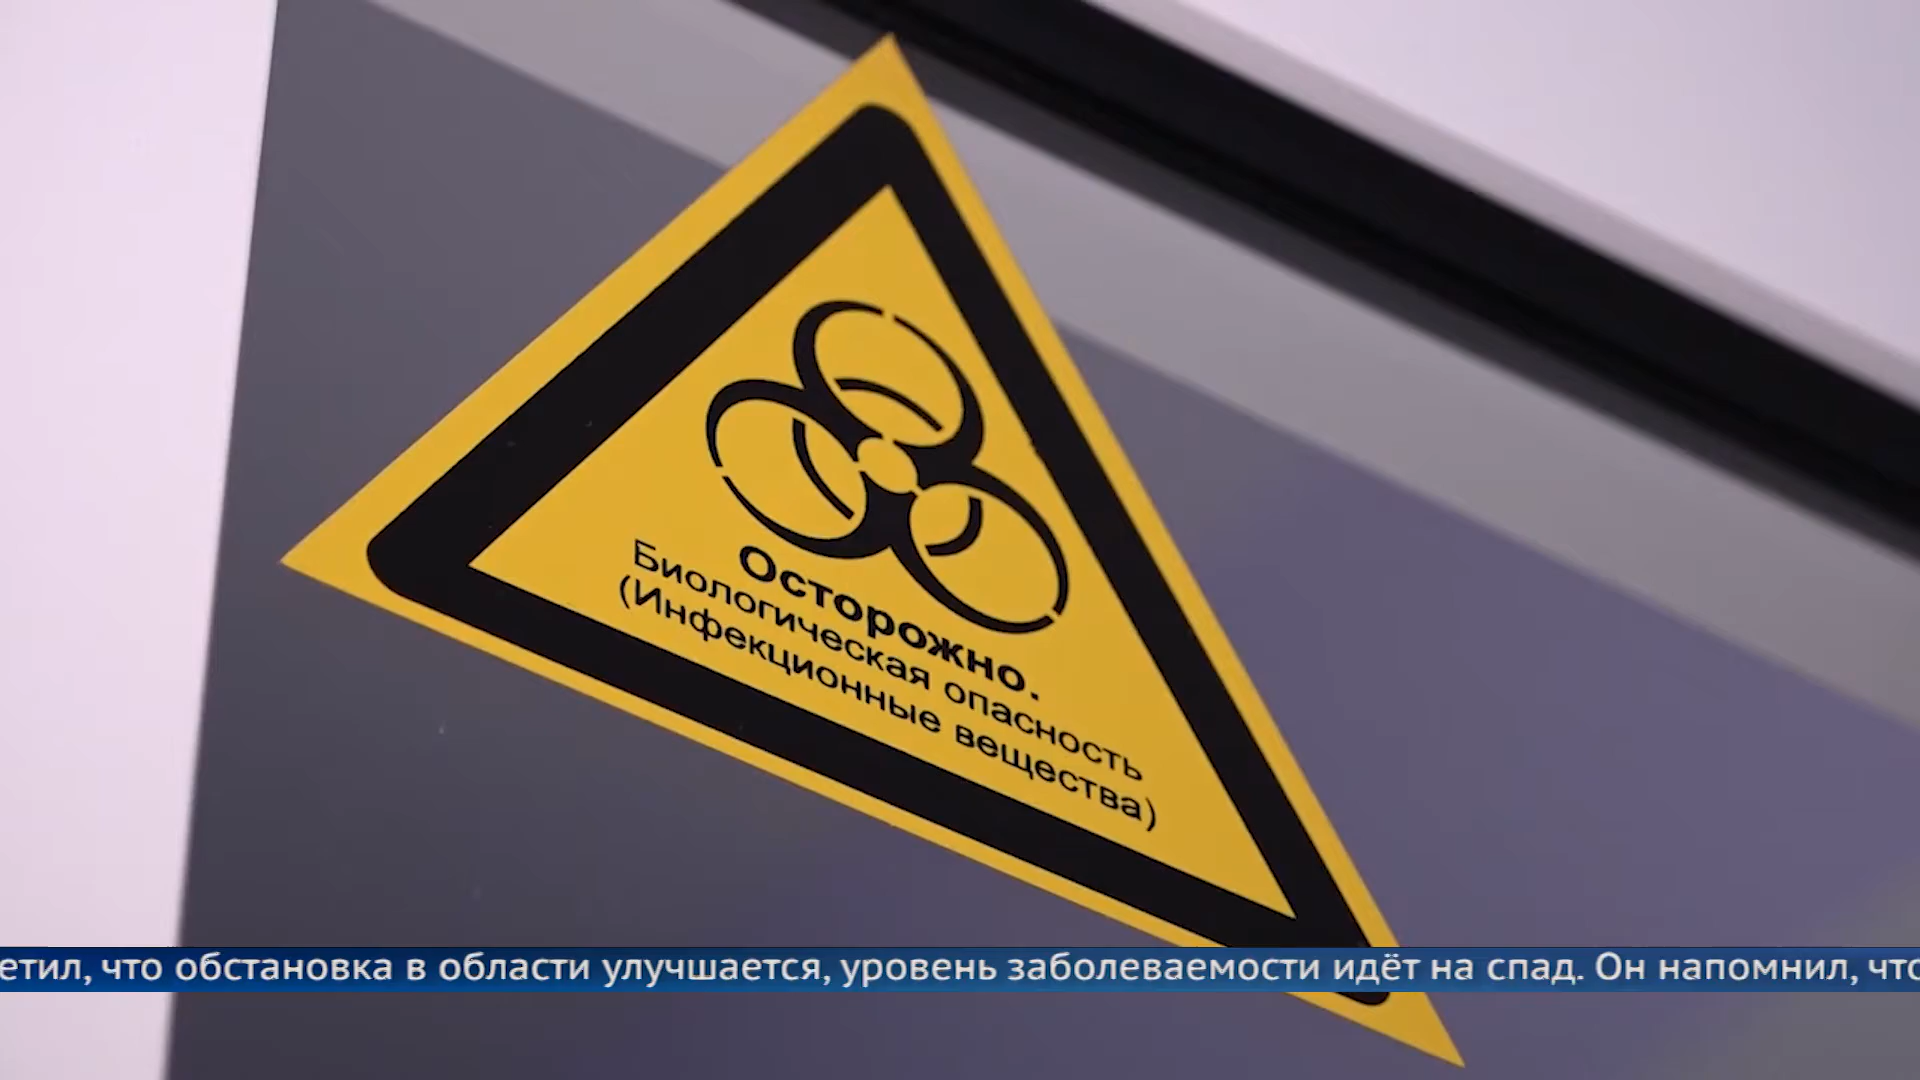 Осторожно.
Биологическая опасность
(Инфекционные вещества)
етил, что обстановка в области улучшается, уровень заболеваемости идёт на спад. Он напомнил, что